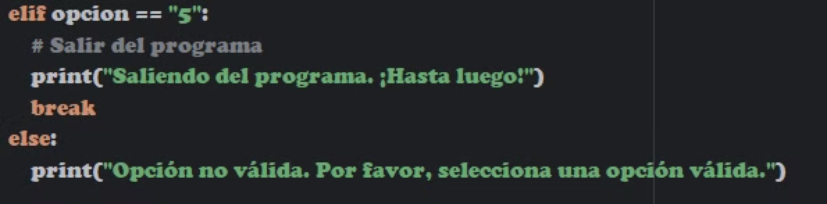 elif opcion == "5":
# Salir del programa
print("Saliendo del programa. ¡Hasta luego!")
break
else:
print("Opción no válida. Por favor, selecciona una opción válida.")